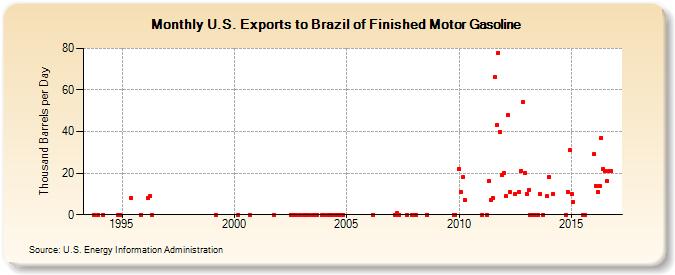 Monthly U.S. Exports to Brazil of Finished Motor Gasoline
Thousand Barrels per Day
80
60
40
20
0
1995 2000 2005 2010 2015
Source: U.S. Energy Information Administration